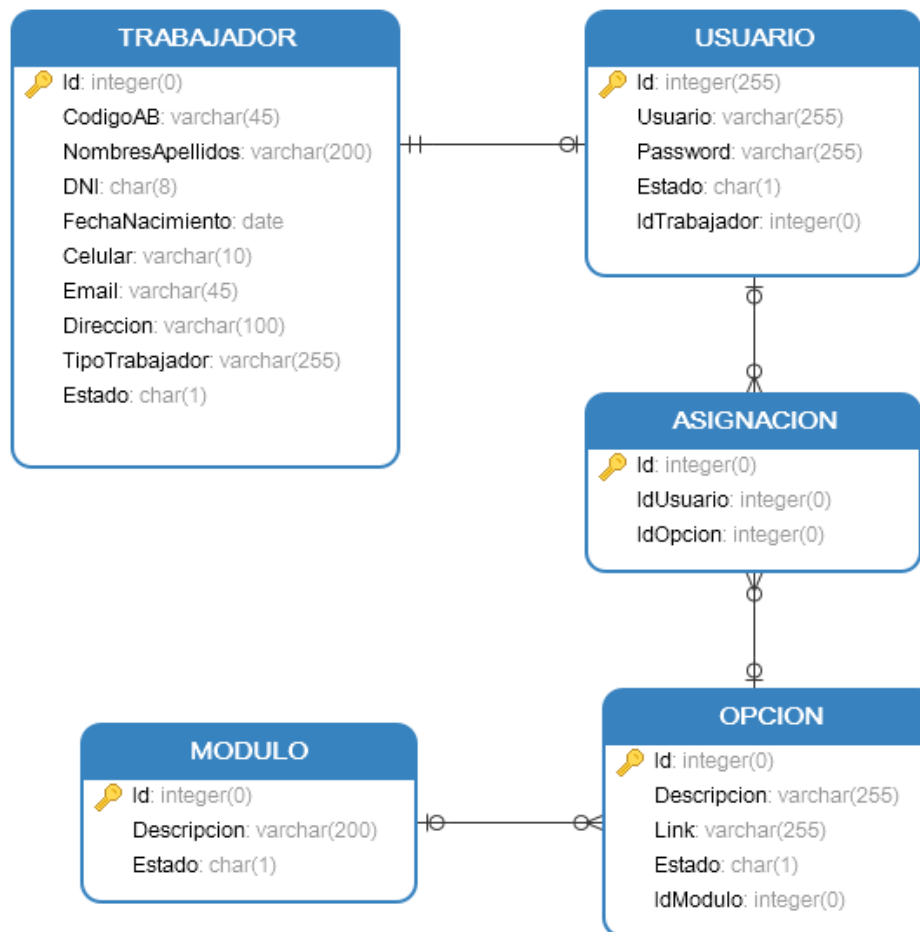 TRABAJADOR
Id: integer(0)
CodigoAB: varchar(45)
NombresApellidos: varchar(200)
DNI: char(8)
FechaNacimiento: date
Celular: varchar(10)
Email: varchar(45)
Direccion: varchar(100)
TipoTrabajador: varchar(255)
Estado: char(1)
USUARIO
Id: integer(255)
Usuario: varchar(255)
Password: varchar(255)
Estado: char(1)
IdTrabajador: integer(0)
ASIGNACION
Id: integer(0)
IdUsuario: integer(0)
IdOpcion: integer(0)
MODULO
Id: integer(0)
Descripcion: varchar(200)
Estado: char(1)
OPCION
Id: integer(0)
Descripcion: varchar(255)
Link: varchar(255)
Estado: char(1)
IdModulo: integer(0)